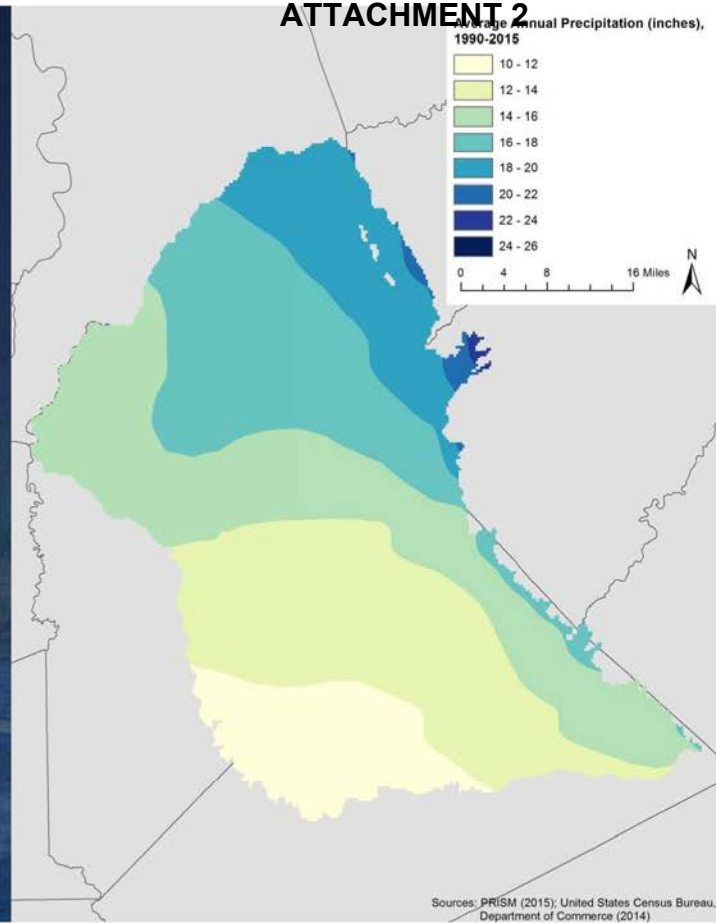 ATTACHMENT 2
Average Annual Precipitation (inches),
1990-2015
10 - 12
12 - 14
14 - 16
16 - 18
18 - 20
20 - 22
22 - 24
24 - 26
0 4 8 16 Miles
N
Sources: PRISM (2015); United States Census Bureau,
Department of Commerce (2014)